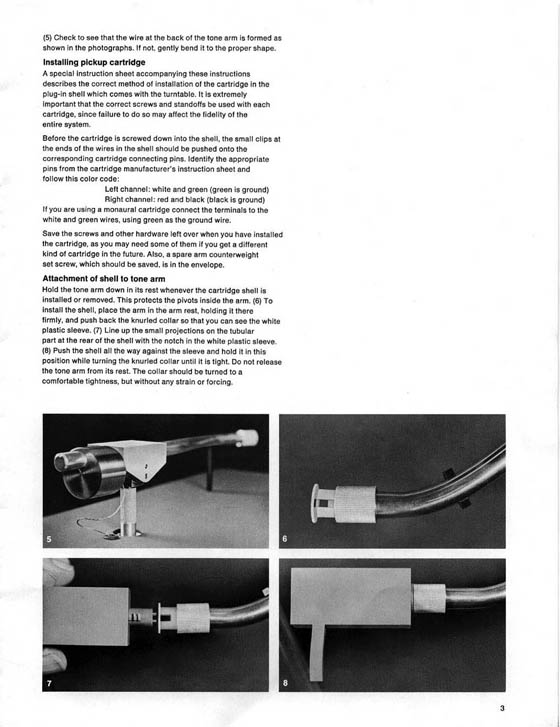 (5) Check to see that the wire at the back of the tone arm is formed as
shown in the photographs. If not, gently bend it to the proper shape.
Installing pickup cartridge
A special instruction sheet accompanying these instructions
describes the correct method of installation of the cartridge in the
plug-in shell which comes with the turntable. It is extremely
important that the correct screws and standoffs be used with each
cartridge, since failure to do so may affect the fidelity of the
entire system.
Before the cartridge is screwed down into the shell, the small clips at
the ends of the wires in the shell should be pushed onto the
corresponding cartridge connecting pins. Identify the appropriate
pins from the cartridge manufacturer's instruction sheet and
follow this color code:
Left channel: white and green (green is ground)
Right channel: red and black (black is ground)
If you are using a monaural cartridge connect the terminals to the
white and green wires, using green as the ground wire.
Save the screws and other hardware left over when you have installed
the cartridge, as you may need some of them if you get a different
kind of cartridge in the future. Also, a spare arm counterweight
set screw, which should be saved, is in the envelope.
Attachment of shell to tone arm
Hold the tone arm down in its rest whenever the cartridge shell is
installed or removed. This protects the pivots inside the arm. (6) To
install the shell, place the arm in the arm rest, holding it there
firmly, and push back the knurled collar so that you can see the white
plastic sleeve. (7) Line up the small projections on the tubular
part at the rear of the shell with the notch in the white plastic sleeve.
(8) Push the shell all the way against the sleeve and hold it in this
position while turning the knurled collar until it is tight. Do not release
the tone arm from its rest. The collar should be turned to a
comfortable tightness, but without any strain or forcing.
5
6
7
8
3